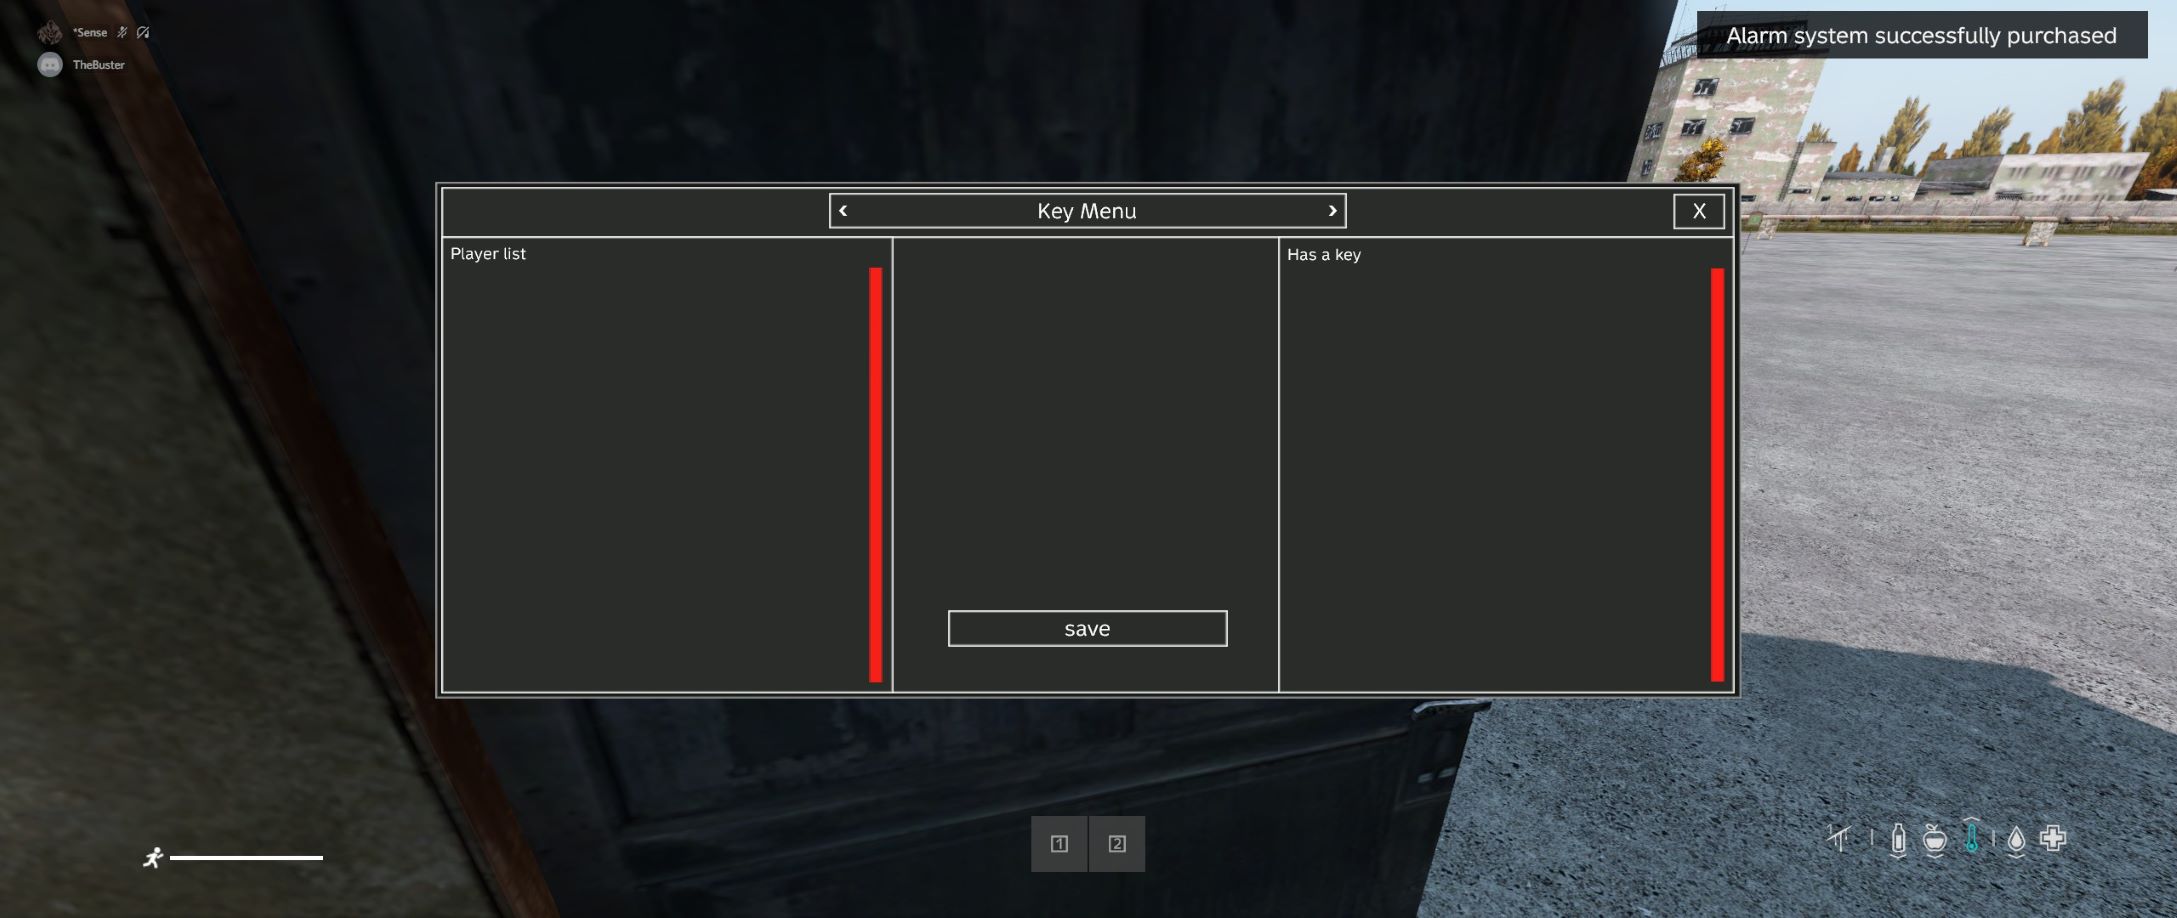 *Sense
TheBuster
Alarm system successfully purchased
‹ Key Menu ›
X
Player list
Has a key
save
1
2